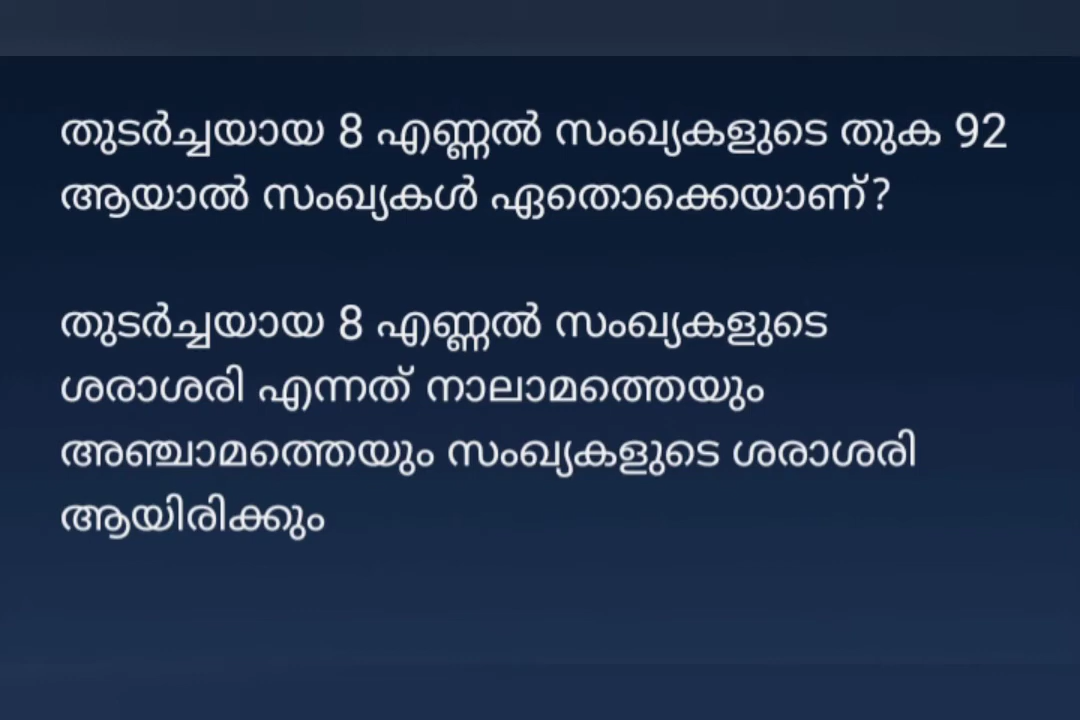 തുടർച്ചയായ 8 എണ്ണൽ സംഖ്യകളുടെ തുക 92
ആയാൽ സംഖ്യകൾ ഏതൊക്കെയാണ്?
തുടർച്ചയായ 8 എണ്ണൽ സംഖ്യകളുടെ
ശരാശരി എന്നത് നാലാമത്തെയും
അഞ്ചാമത്തെയും സംഖ്യകളുടെ ശരാശരി
ആയിരിക്കും